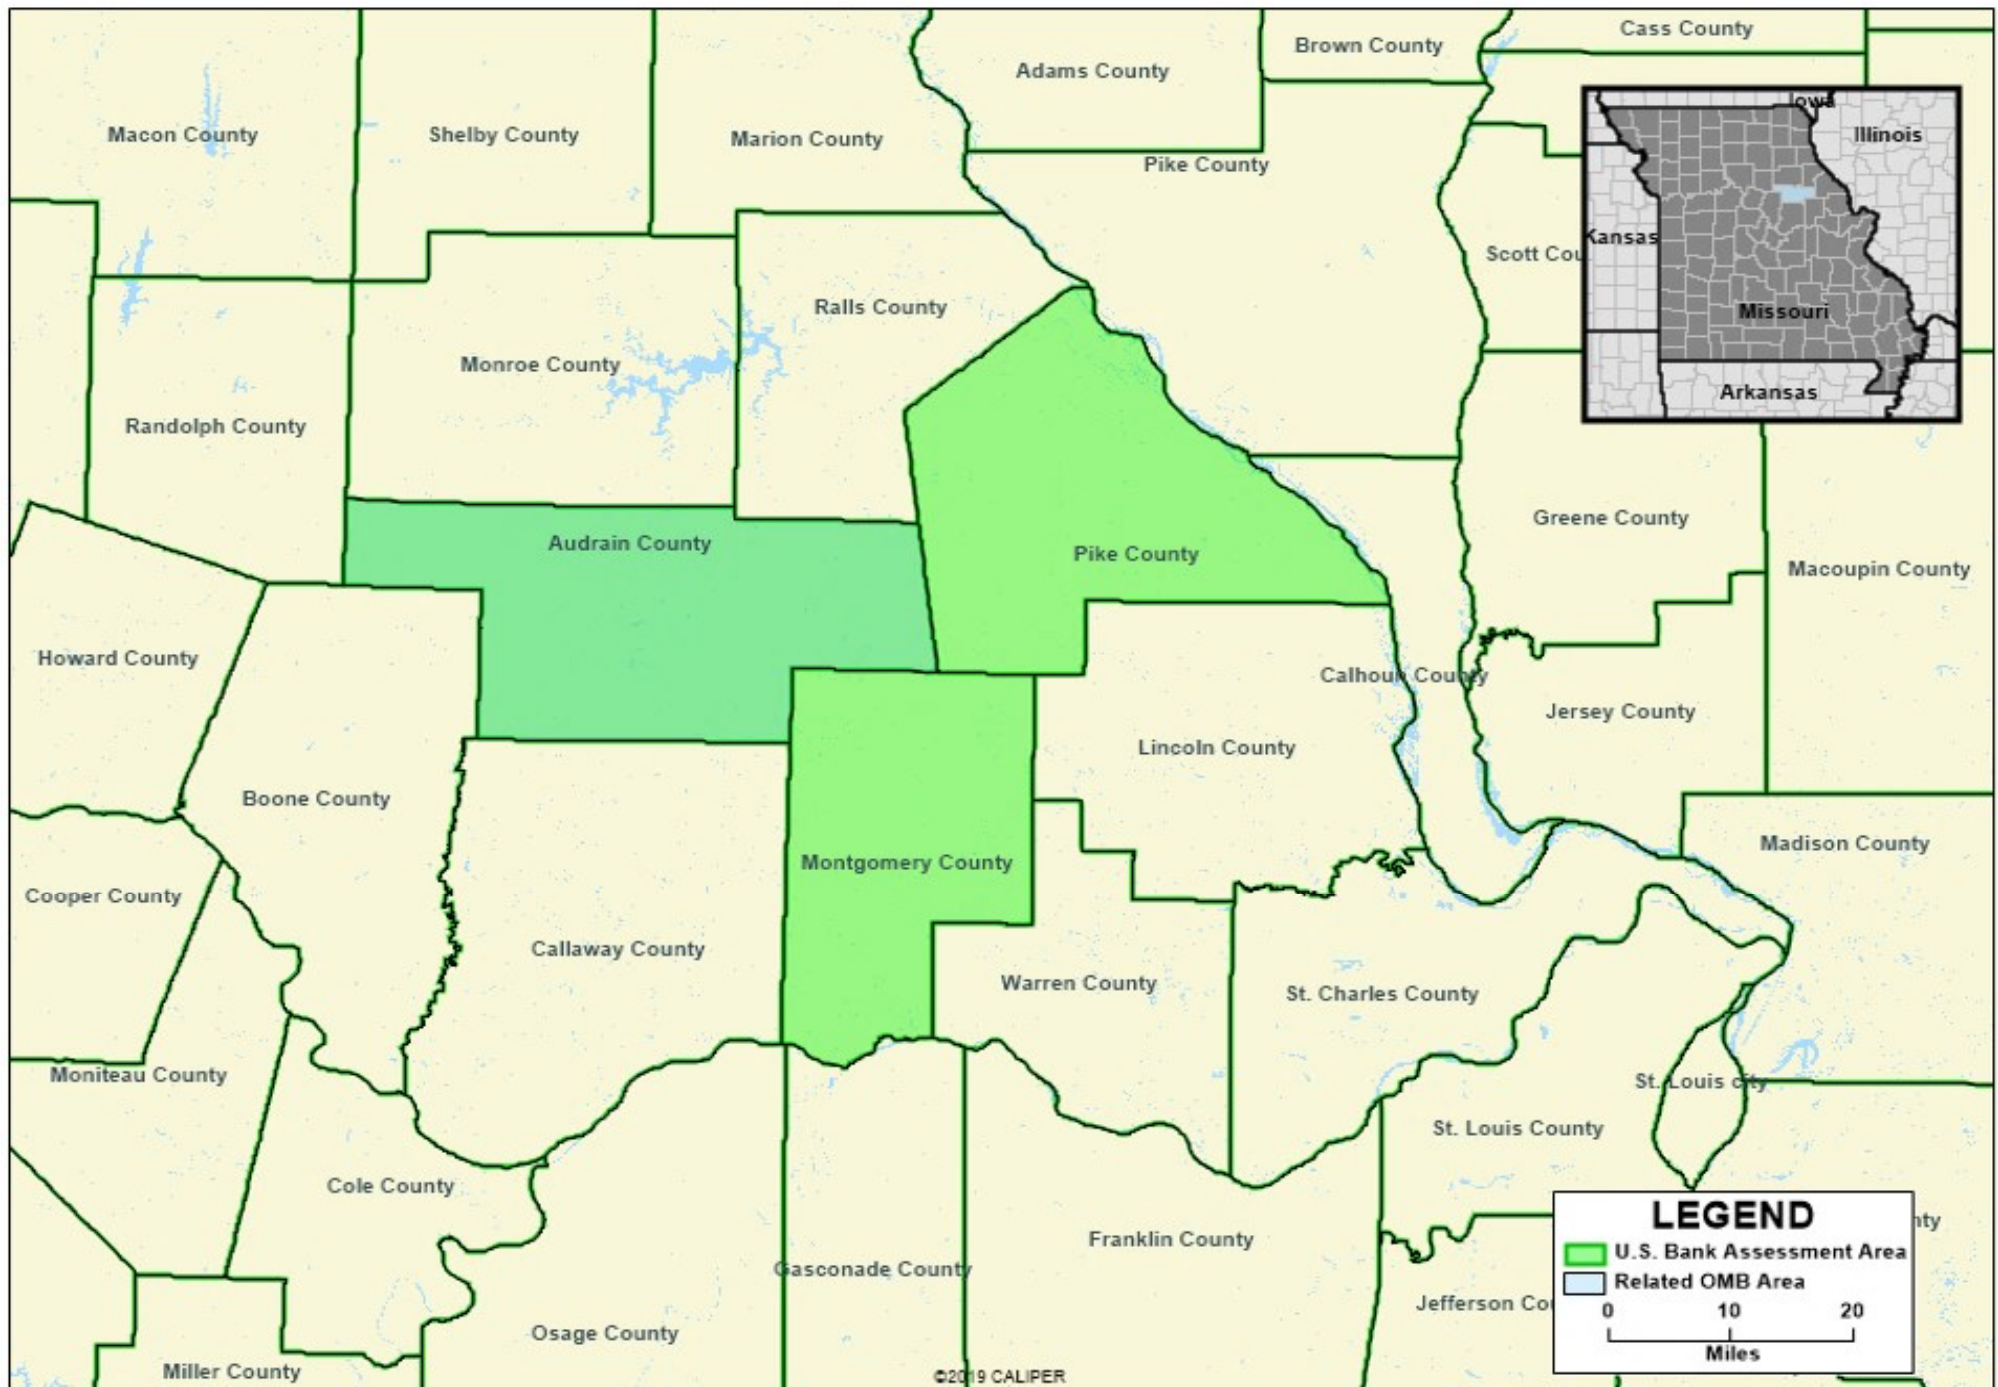 Cass County
Brown County
Adams County
Iowa
Illinois
Macon County
Shelby County
Marion County
Pike County
Kansas
Scott Cou
Ralls County
Missouri
Monroe County
Arkansas
Randolph County
Greene County
Audrain County
Pike County
Macoupin County
Howard County
Calhoun County
Jersey County
Lincoln County
Boone County
Madison County
Montgomery County
Cooper County
Callaway County
Warren County
St. Charles County
Moniteau County
St. Louis city
St. Louis County
Cole County
LEGEND
Franklin County
nty
U.S. Bank Assessment Area
Gasconade County
Related OMB Area
Jefferson Cou
0 10 20
Osage County
Miles
Miller County
©2019 CALIPER